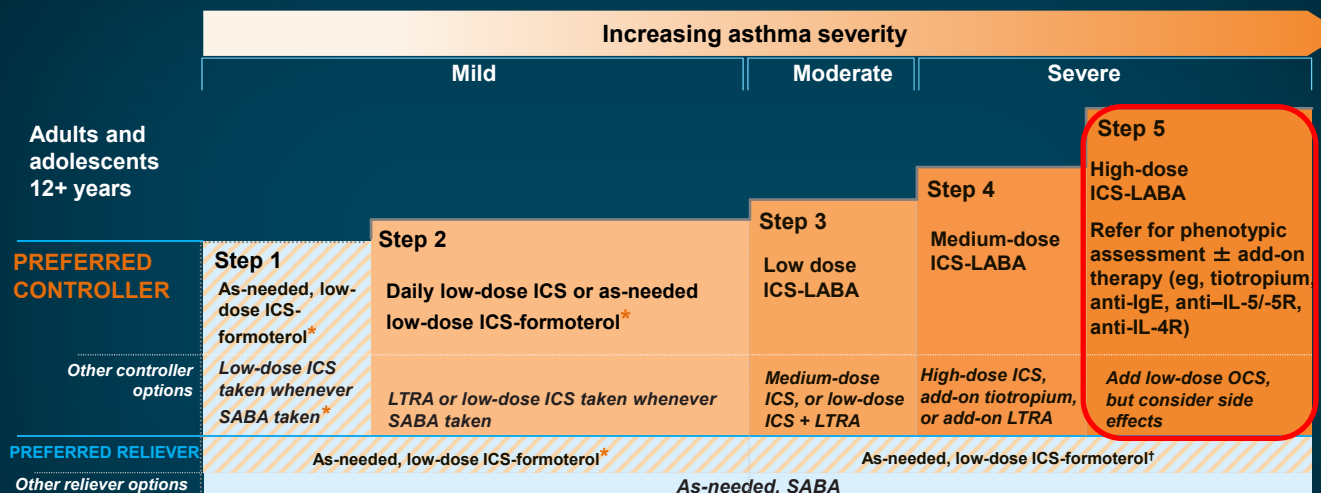 Increasing asthma severity
Mild
Moderate
Severe
Adults and
adolescents
12+ years
PREFERRED
CONTROLLER
Step 1
As-needed, low-
dose ICS-
formoterol*
Step 2
Daily low-dose ICS or as-needed
low-dose ICS-formoterol*
Step 3
Low dose
ICS-LABA
Step 4
Medium-dose
ICS-LABA
Step 5
High-dose
ICS-LABA
Refer for phenotypic
assessment ± add-on
therapy (eg, tiotropium,
anti-IgE, anti–IL-5/-5R,
anti-IL-4R)
Other controller
options
Low-dose ICS
taken whenever
SABA taken*
LTRA or low-dose ICS taken whenever
SABA taken
Medium-dose
ICS, or low-dose
ICS + LTRA
High-dose ICS,
add-on tiotropium,
or add-on LTRA
Add low-dose OCS,
but consider side
effects
PREFERRED RELIEVER
As-needed, low-dose ICS-formoterol*
As-needed, low-dose ICS-formoterol†
Other reliever options
As-needed, SABA